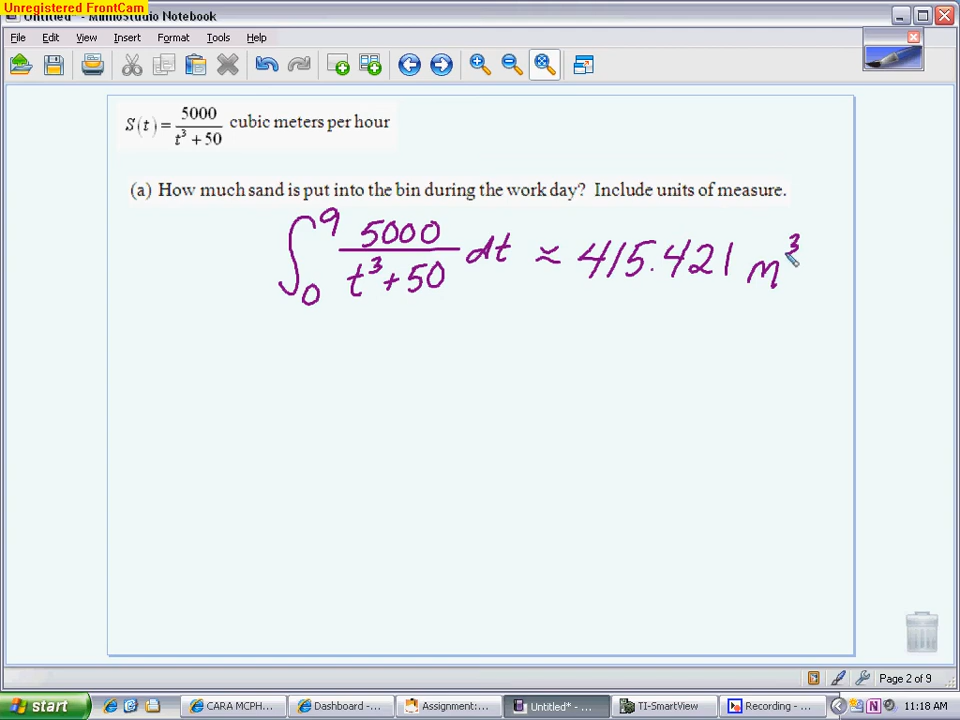 Unregistered FrontCam
Untitled* - MimioStudio Notebook
File Edit View Insert Format Tools Help
S(t) = 5000 / (t³ + 50) cubic meters per hour
(a) How much sand is put into the bin during the work day? Include units of measure.
∫₀⁹ 5000 / (t³+50) dt ≈ 415.421 m³
Page 2 of 9
start CARA MCPH... Dashboard - ... Assignment:... Untitled* - ... TI-SmartView Recording - ... 11:18 AM